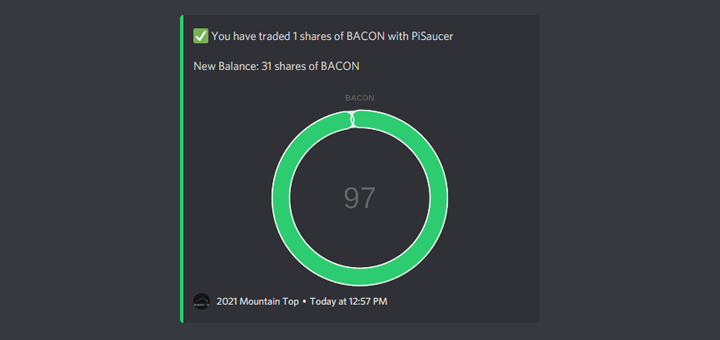 You have traded 1 shares of BACON with PiSaucer
New Balance: 31 shares of BACON
BACON
97
2021 Mountain Top • Today at 12:57 PM